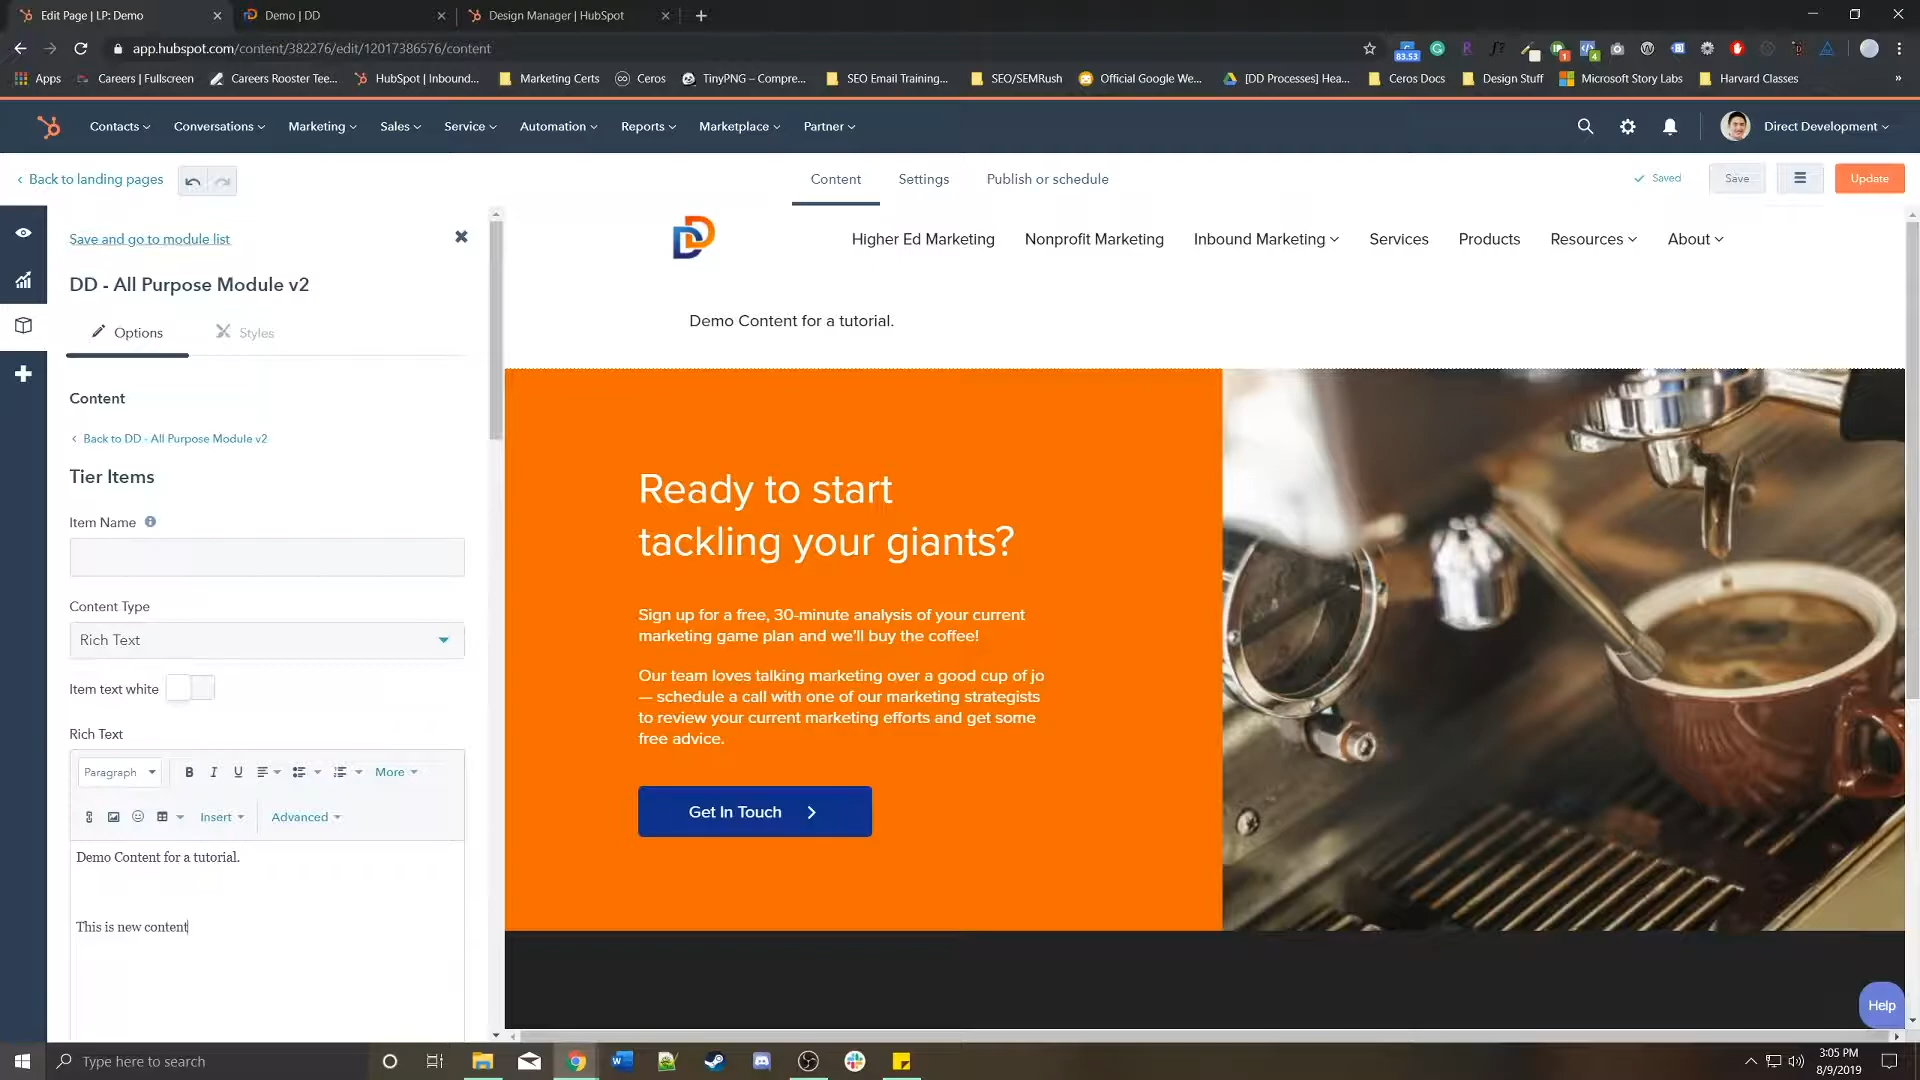 Edit Page | LP: Demo
Demo | DD
Design Manager | HubSpot
app.hubspot.com/content/382276/edit/12017386576/content
83.53
1
4
Apps
Careers | Fullscreen
Careers Rooster Tee...
HubSpot | Inbound...
Marketing Certs
Ceros
TinyPNG – Compre...
SEO Email Training...
SEO/SEMRush
Official Google We...
[DD Processes] Hea...
Ceros Docs
Design Stuff
Microsoft Story Labs
Harvard Classes
»
Contacts
Conversations
Marketing
Sales
Service
Automation
Reports
Marketplace
Partner
Direct Development
Back to landing pages
Content
Settings
Publish or schedule
Saved
Save
Update
Save and go to module list
DD - All Purpose Module v2
Options
Styles
Content
Back to DD - All Purpose Module v2
Tier Items
Item Name
Content Type
Rich Text
Item text white
Rich Text
Paragraph
B
I
U
More
Insert
Advanced
Demo Content for a tutorial.
This is new content
Higher Ed Marketing
Nonprofit Marketing
Inbound Marketing
Services
Products
Resources
About
Demo Content for a tutorial.
Ready to start
tackling your giants?
Sign up for a free, 30-minute analysis of your current
marketing game plan and we'll buy the coffee!
Our team loves talking marketing over a good cup of jo
— schedule a call with one of our marketing strategists
to review your current marketing efforts and get some
free advice.
Get In Touch
Help
Type here to search
3:05 PM
8/9/2019